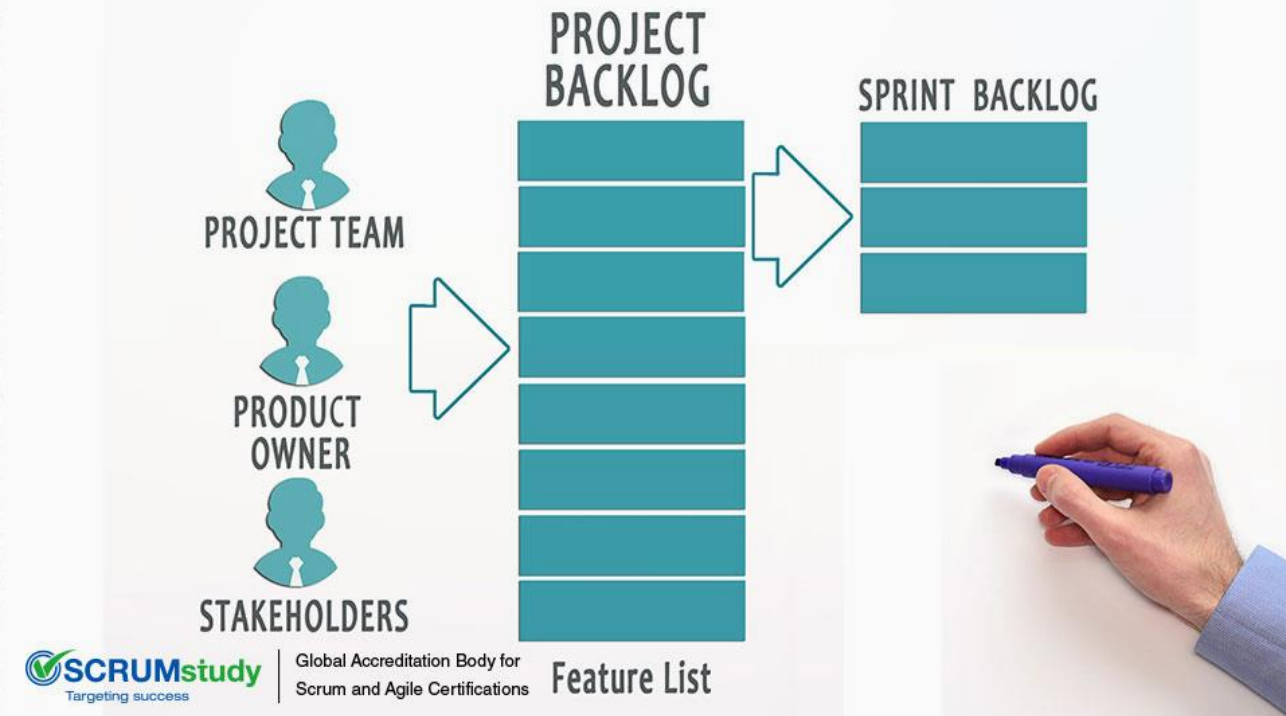 PROJECT
BACKLOG
SPRINT BACKLOG
PROJECT TEAM
PRODUCT
OWNER
STAKEHOLDERS
Feature List
SCRUMstudy
Targeting success
Global Accreditation Body for
Scrum and Agile Certifications